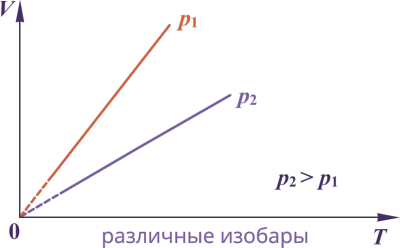 V
p₁
p₂
p₂ > p₁
0
T
различные изобары